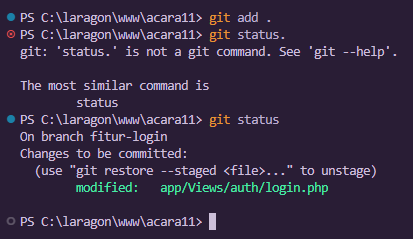 PS C:\laragon\www\acara11> git add .
PS C:\laragon\www\acara11> git status.
git: 'status.' is not a git command. See 'git --help'.
The most similar command is
        status
PS C:\laragon\www\acara11> git status
On branch fitur-login
Changes to be committed:
  (use "git restore --staged <file>..." to unstage)
        modified:   app/Views/auth/login.php
PS C:\laragon\www\acara11>